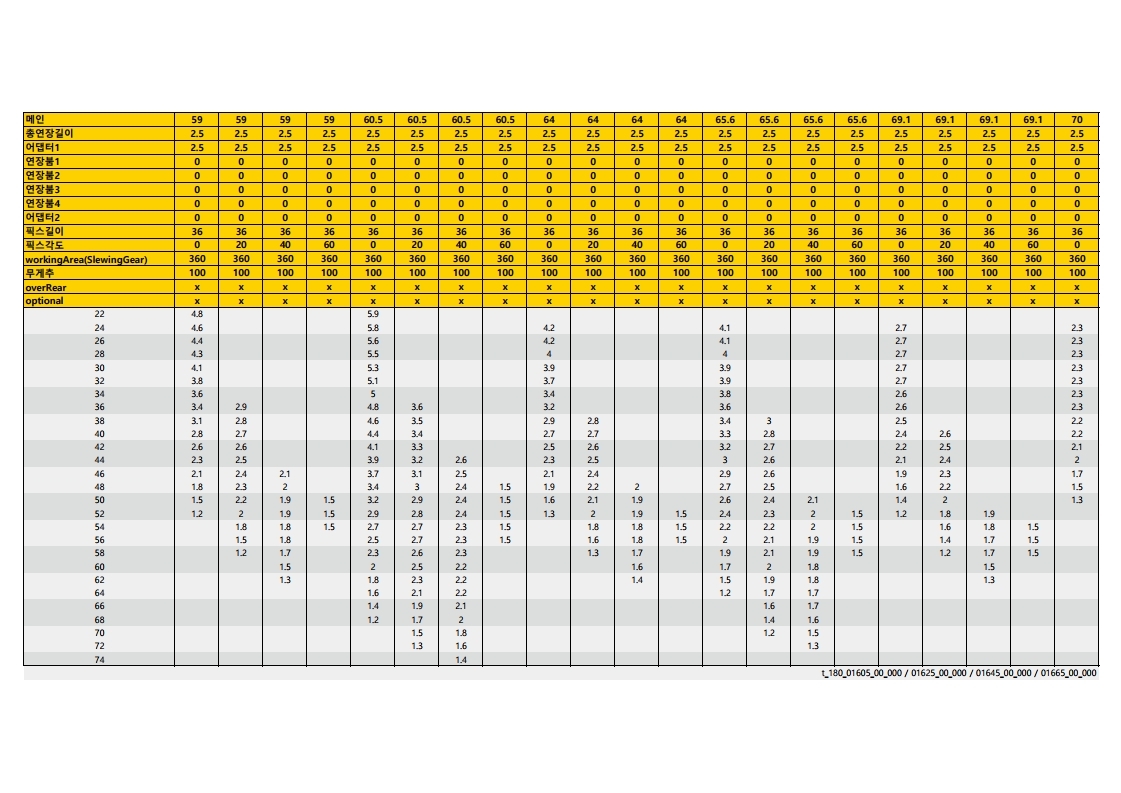 메인 59 59 59 59 60.5 60.5 60.5 60.5 64 64 64 64 65.6 65.6 65.6 65.6 69.1 69.1 69.1 69.1 70
총연장길이 2.5 2.5 2.5 2.5 2.5 2.5 2.5 2.5 2.5 2.5 2.5 2.5 2.5 2.5 2.5 2.5 2.5 2.5 2.5 2.5 2.5
어댑터1 2.5 2.5 2.5 2.5 2.5 2.5 2.5 2.5 2.5 2.5 2.5 2.5 2.5 2.5 2.5 2.5 2.5 2.5 2.5 2.5 2.5
연장붐1 0 0 0 0 0 0 0 0 0 0 0 0 0 0 0 0 0 0 0 0 0
연장붐2 0 0 0 0 0 0 0 0 0 0 0 0 0 0 0 0 0 0 0 0 0
연장붐3 0 0 0 0 0 0 0 0 0 0 0 0 0 0 0 0 0 0 0 0 0
연장붐4 0 0 0 0 0 0 0 0 0 0 0 0 0 0 0 0 0 0 0 0 0
어댑터2 0 0 0 0 0 0 0 0 0 0 0 0 0 0 0 0 0 0 0 0 0
픽스길이 36 36 36 36 36 36 36 36 36 36 36 36 36 36 36 36 36 36 36 36 36
픽스각도 0 20 40 60 0 20 40 60 0 20 40 60 0 20 40 60 0 20 40 60 0
workingArea(SlewingGear) 360 360 360 360 360 360 360 360 360 360 360 360 360 360 360 360 360 360 360 360 360
무게추 100 100 100 100 100 100 100 100 100 100 100 100 100 100 100 100 100 100 100 100 100
overRear x x x x x x x x x x x x x x x x x x x x x
optional x x x x x x x x x x x x x x x x x x x x x
22 4.8 5.9
24 4.6 5.8 4.2 4.1 2.7 2.3
26 4.4 5.6 4.2 4.1 2.7 2.3
28 4.3 5.5 4 4 2.7 2.3
30 4.1 5.3 3.9 3.9 2.7 2.3
32 3.8 5.1 3.7 3.9 2.7 2.3
34 3.6 5 3.4 3.8 2.6 2.3
36 3.4 2.9 4.8 3.6 3.2 3.6 2.6 2.3
38 3.1 2.8 4.6 3.5 2.9 2.8 3.4 3 2.5 2.2
40 2.8 2.7 4.4 3.4 2.7 2.7 3.3 2.8 2.4 2.6 2.2
42 2.6 2.6 4.1 3.3 2.5 2.6 3.2 2.7 2.2 2.5 2.1
44 2.3 2.5 3.9 3.2 2.6 2.3 2.5 3 2.6 2.1 2.4 2
46 2.1 2.4 2.1 3.7 3.1 2.5 2.1 2.4 2.9 2.6 1.9 2.3 1.7
48 1.8 2.3 2 3.4 3 2.4 1.5 1.9 2.2 2 2.7 2.5 1.6 2.2 1.5
50 1.5 2.2 1.9 1.5 3.2 2.9 2.4 1.5 1.6 2.1 1.9 2.6 2.4 2.1 1.4 2 1.3
52 1.2 2 1.9 1.5 2.9 2.8 2.4 1.5 1.3 2 1.9 1.5 2.4 2.3 2 1.5 1.2 1.8 1.9
54 1.8 1.8 1.5 2.7 2.7 2.3 1.5 1.8 1.8 1.5 2.2 2.2 2 1.5 1.6 1.8 1.5
56 1.5 1.8 2.5 2.7 2.3 1.5 1.6 1.8 1.5 2 2.1 1.9 1.5 1.4 1.7 1.5
58 1.2 1.7 2.3 2.6 2.3 1.3 1.7 1.9 2.1 1.9 1.5 1.2 1.7 1.5
60 1.5 2 2.5 2.2 1.6 1.7 2 1.8 1.5
62 1.3 1.8 2.3 2.2 1.4 1.5 1.9 1.8 1.3
64 1.6 2.1 2.2 1.2 1.7 1.7
66 1.4 1.9 2.1 1.6 1.7
68 1.2 1.7 2 1.4 1.6
70 1.5 1.8 1.2 1.5
72 1.3 1.6 1.3
74 1.4
t_180_01605_00_000 / 01625_00_000 / 01645_00_000 / 01665_00_000